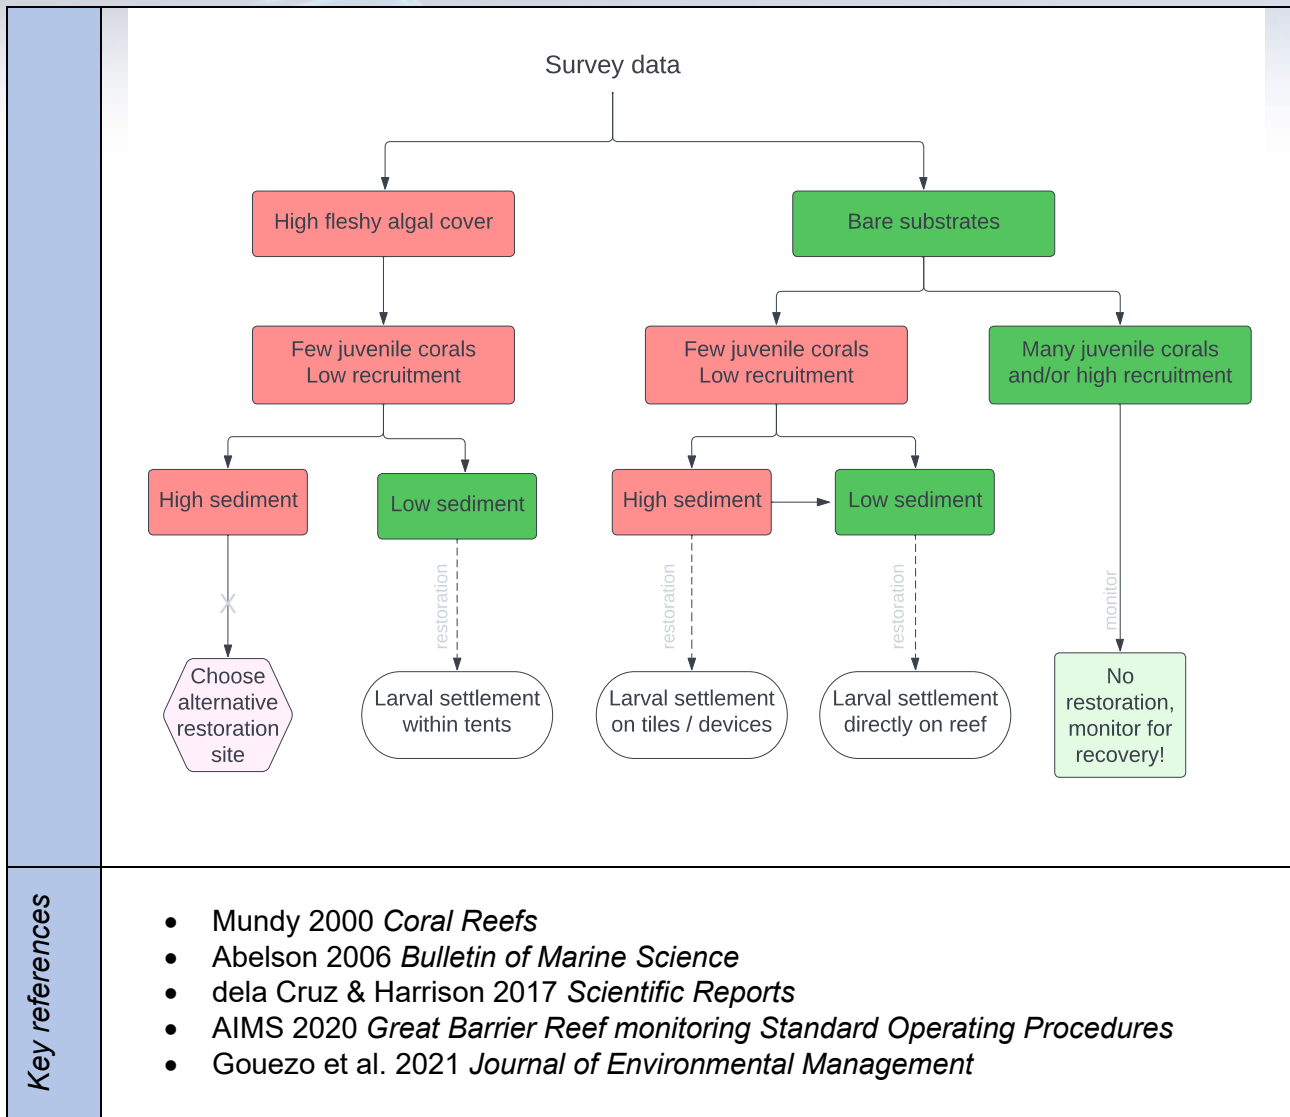 Survey data
High fleshy algal cover
Bare substrates
Few juvenile corals
Low recruitment
Few juvenile corals
Low recruitment
Many juvenile corals
and/or high recruitment
High sediment
Low sediment
High sediment
Low sediment
restoration
restoration
restoration
monitor
X
Choose
alternative
restoration
site
Larval settlement
within tents
Larval settlement
on tiles / devices
Larval settlement
directly on reef
No
restoration,
monitor for
recovery!
Key references
• Mundy 2000 Coral Reefs
• Abelson 2006 Bulletin of Marine Science
• dela Cruz & Harrison 2017 Scientific Reports
• AIMS 2020 Great Barrier Reef monitoring Standard Operating Procedures
• Gouezo et al. 2021 Journal of Environmental Management